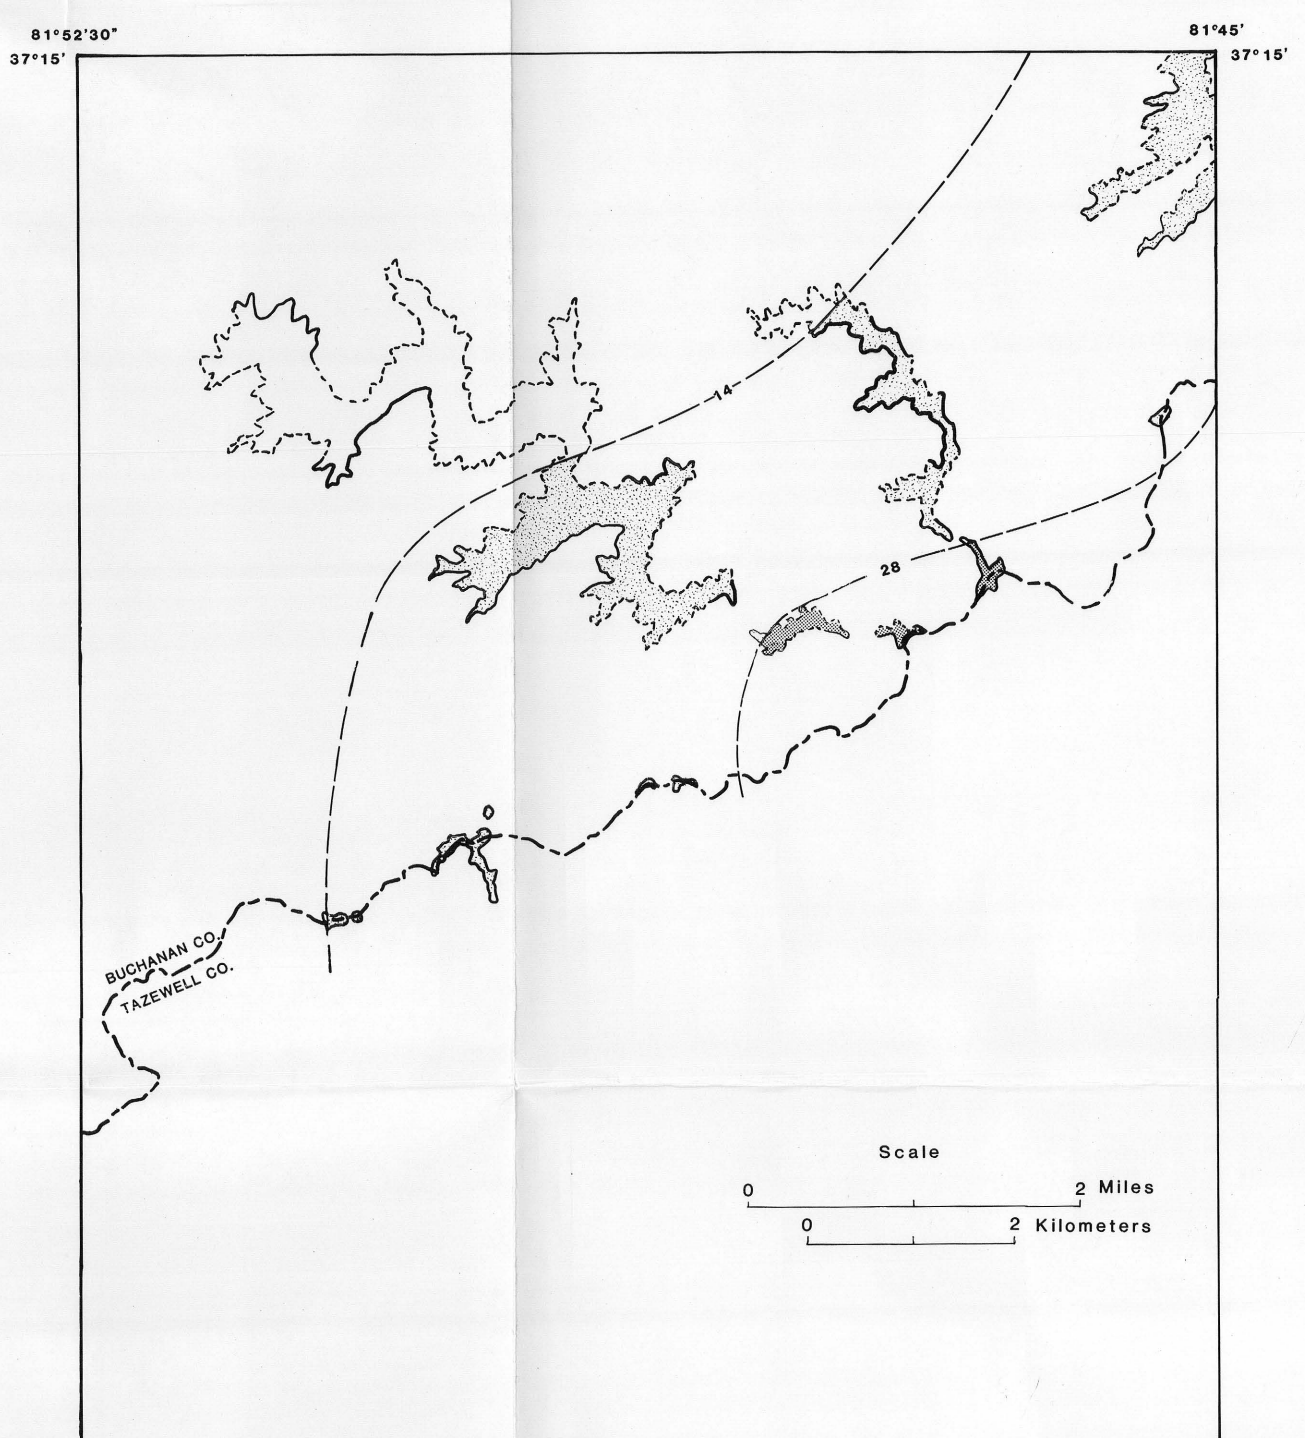 81°52'30"
37°15'
81°45'
37°15'
14
28
BUCHANAN CO.
TAZEWELL CO.
Scale
0 2 Miles
0 2 Kilometers